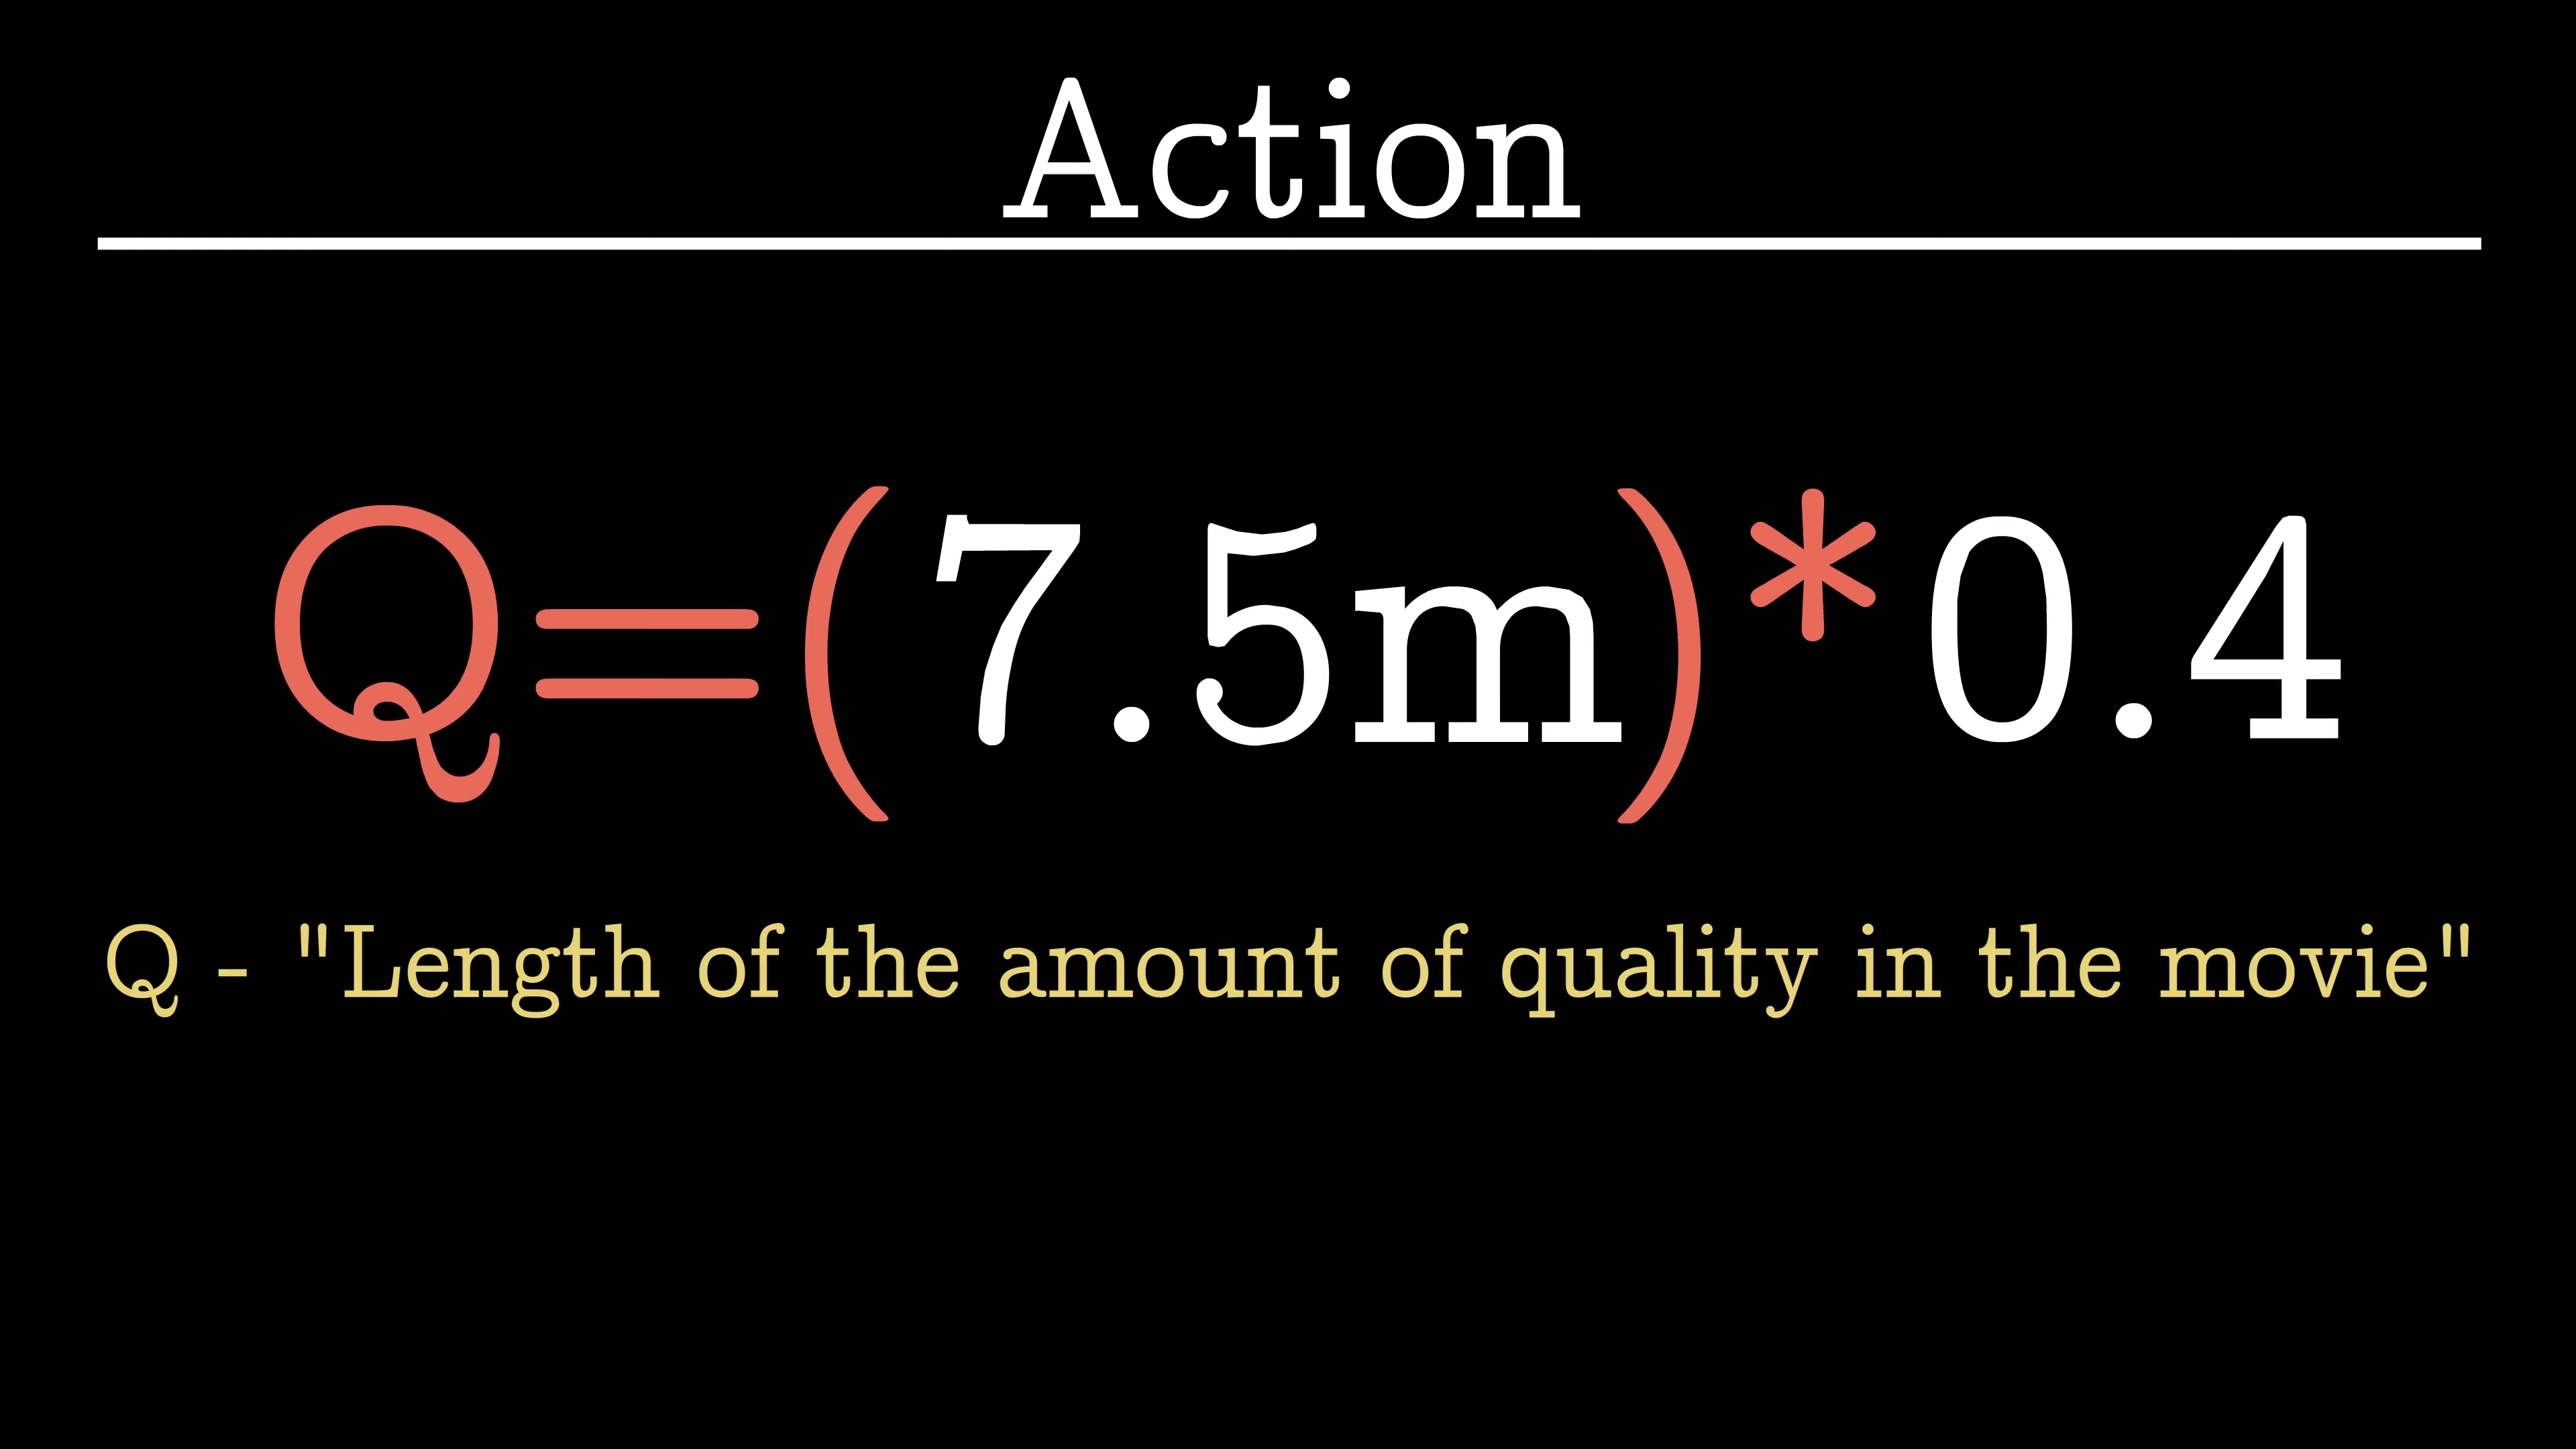 Action
Q=(7.5m)*0.4
Q - "Length of the amount of quality in the movie"